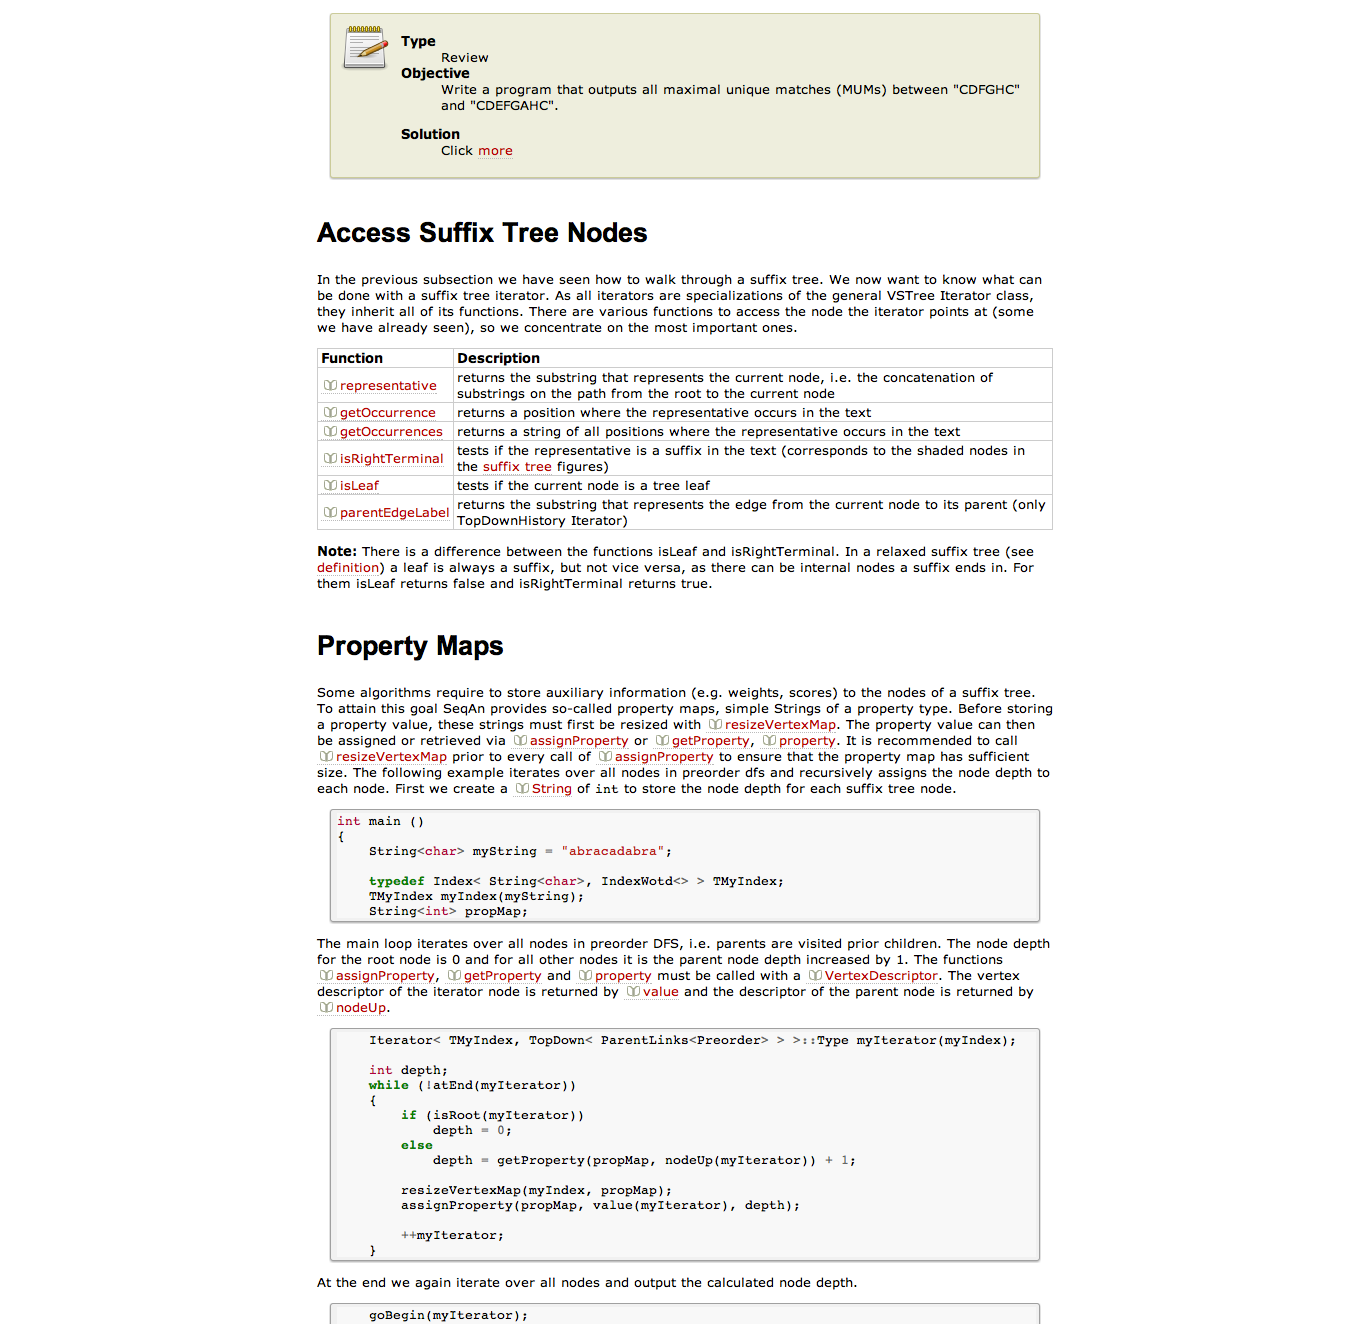 Type
Review
Objective
Write a program that outputs all maximal unique matches (MUMs) between "CDFGHC"
and "CDEFGAHC".
Solution
Click more
Access Suffix Tree Nodes
In the previous subsection we have seen how to walk through a suffix tree. We now want to know what can
be done with a suffix tree iterator. As all iterators are specializations of the general VSTree Iterator class,
they inherit all of its functions. There are various functions to access the node the iterator points at (some
we have already seen), so we concentrate on the most important ones.
Function Description
representative returns the substring that represents the current node, i.e. the concatenation of
substrings on the path from the root to the current node
getOccurrence returns a position where the representative occurs in the text
getOccurrences returns a string of all positions where the representative occurs in the text
isRightTerminal tests if the representative is a suffix in the text (corresponds to the shaded nodes in
the suffix tree figures)
isLeaf tests if the current node is a tree leaf
parentEdgeLabel returns the substring that represents the edge from the current node to its parent (only
TopDownHistory Iterator)
Note: There is a difference between the functions isLeaf and isRightTerminal. In a relaxed suffix tree (see
definition) a leaf is always a suffix, but not vice versa, as there can be internal nodes a suffix ends in. For
them isLeaf returns false and isRightTerminal returns true.
Property Maps
Some algorithms require to store auxiliary information (e.g. weights, scores) to the nodes of a suffix tree.
To attain this goal SeqAn provides so-called property maps, simple Strings of a property type. Before storing
a property value, these strings must first be resized with resizeVertexMap. The property value can then
be assigned or retrieved via assignProperty or getProperty, property. It is recommended to call
resizeVertexMap prior to every call of assignProperty to ensure that the property map has sufficient
size. The following example iterates over all nodes in preorder dfs and recursively assigns the node depth to
each node. First we create a String of int to store the node depth for each suffix tree node.
int main ()
{
    String<char> myString = "abracadabra";
    typedef Index< String<char>, IndexWotd<> > TMyIndex;
    TMyIndex myIndex(myString);
    String<int> propMap;
The main loop iterates over all nodes in preorder DFS, i.e. parents are visited prior children. The node depth
for the root node is 0 and for all other nodes it is the parent node depth increased by 1. The functions
assignProperty, getProperty and property must be called with a VertexDescriptor. The vertex
descriptor of the iterator node is returned by value and the descriptor of the parent node is returned by
nodeUp.
    Iterator< TMyIndex, TopDown< ParentLinks<Preorder> > >::Type myIterator(myIndex);
    int depth;
    while (!atEnd(myIterator))
    {
        if (isRoot(myIterator))
            depth = 0;
        else
            depth = getProperty(propMap, nodeUp(myIterator)) + 1;
        resizeVertexMap(myIndex, propMap);
        assignProperty(propMap, value(myIterator), depth);
        ++myIterator;
    }
At the end we again iterate over all nodes and output the calculated node depth.
    goBegin(myIterator);